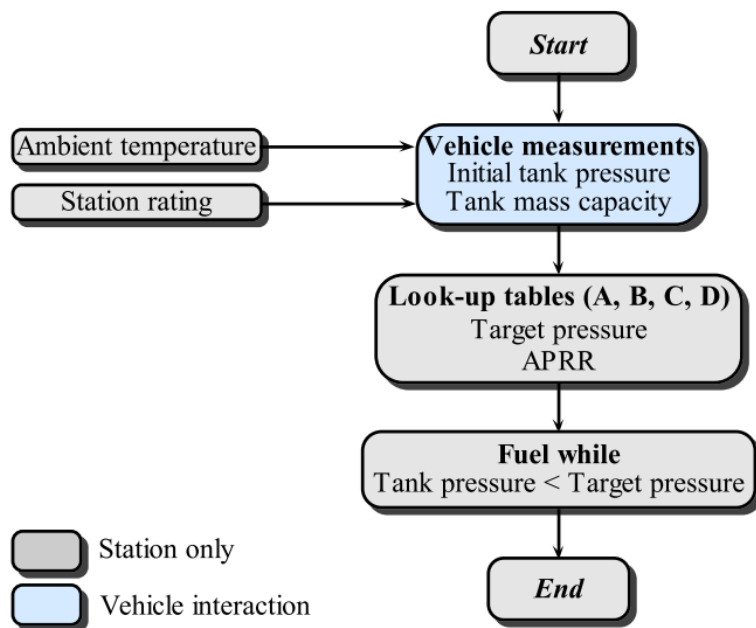 Start
Ambient temperature
Station rating
Vehicle measurements
Initial tank pressure
Tank mass capacity
Look-up tables (A, B, C, D)
Target pressure
APRR
Fuel while
Tank pressure < Target pressure
End
Station only
Vehicle interaction